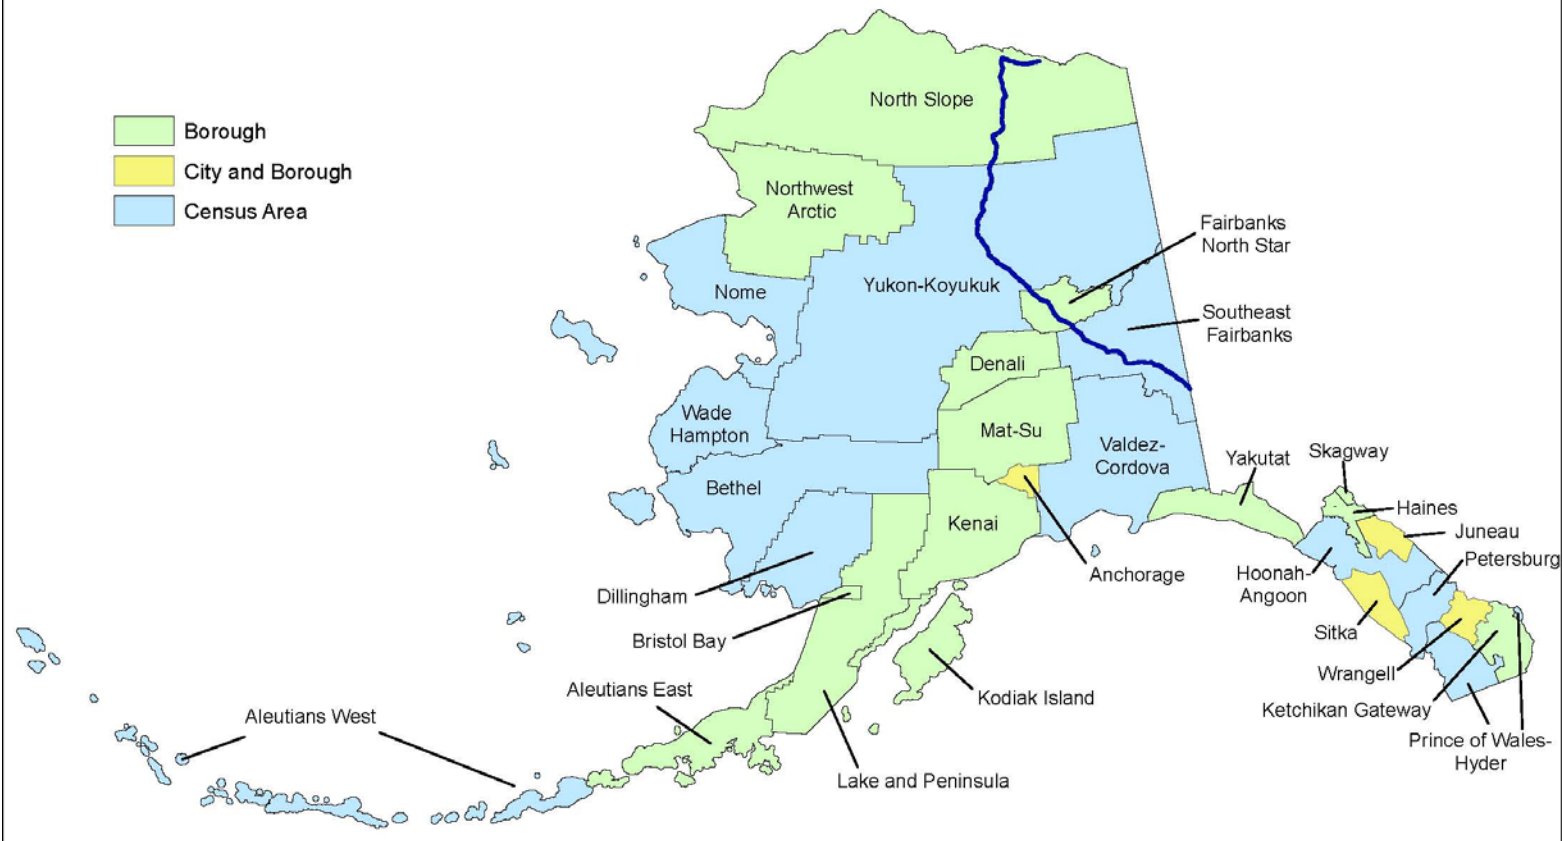 Borough
City and Borough
Census Area
North Slope
Northwest
Arctic
Fairbanks
North Star
Nome
Yukon-Koyukuk
Southeast
Fairbanks
Denali
Wade
Hampton
Mat-Su
Valdez-
Cordova
Yakutat
Skagway
Bethel
Haines
Kenai
Juneau
Petersburg
Anchorage
Hoonah-
Angoon
Dillingham
Sitka
Bristol Bay
Wrangell
Aleutians East
Kodiak Island
Ketchikan Gateway
Aleutians West
Prince of Wales-
Hyder
Lake and Peninsula